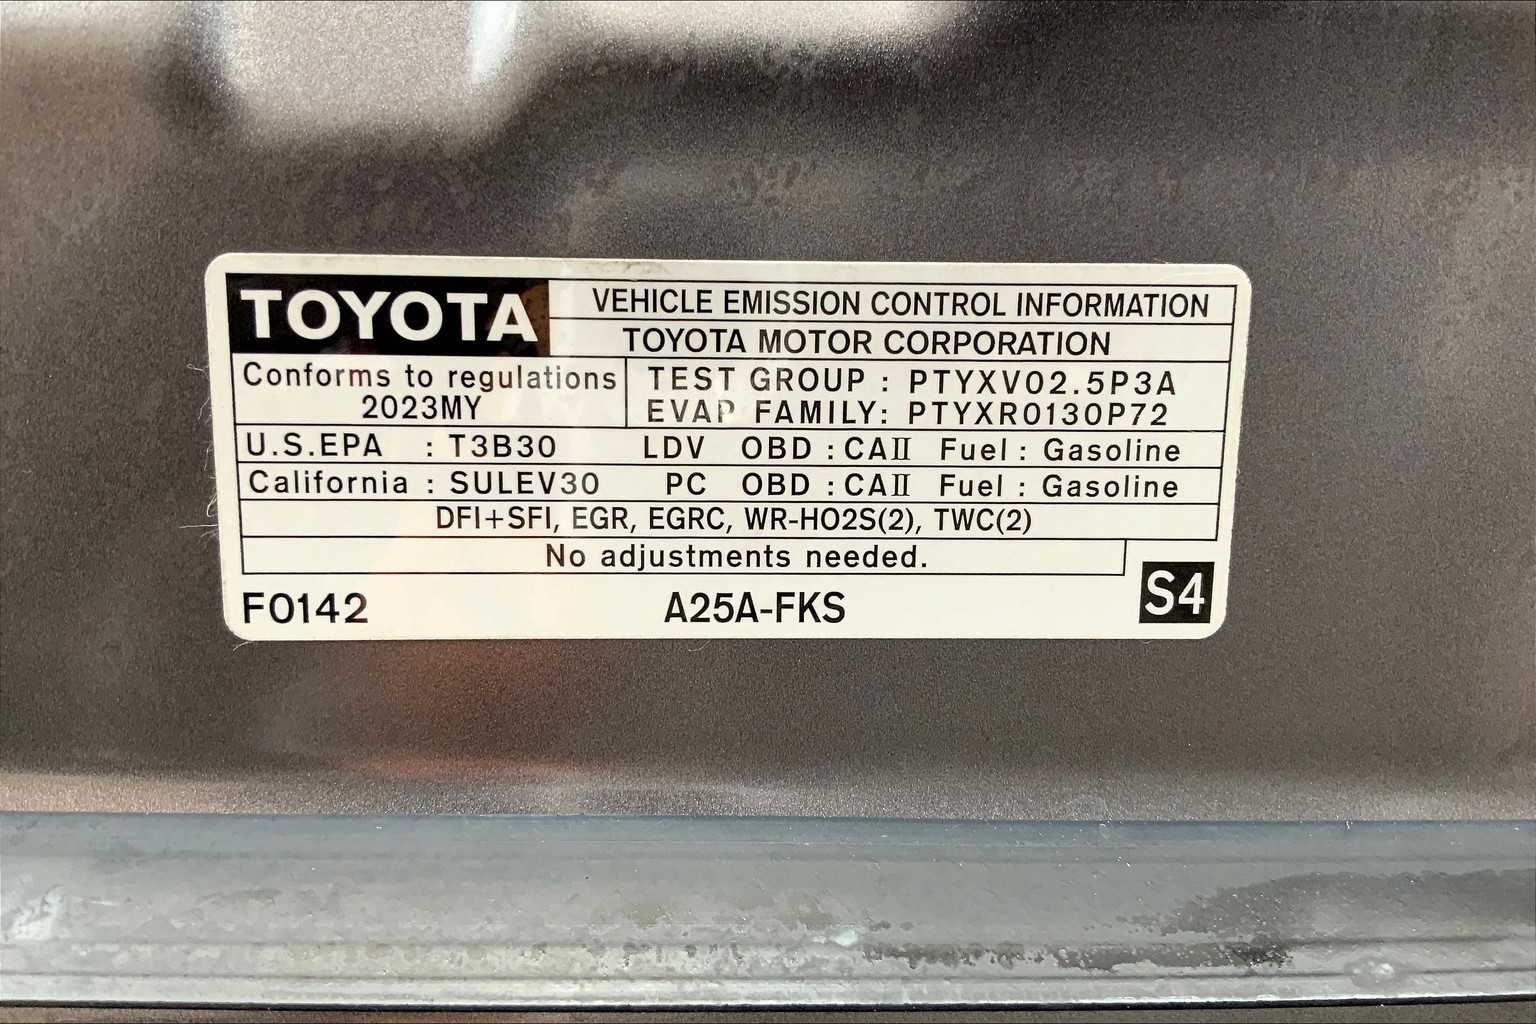 TOYOTA VEHICLE EMISSION CONTROL INFORMATION
TOYOTA MOTOR CORPORATION
Conforms to regulations
2023MY
TEST GROUP : PTYXV02.5P3A
EVAP FAMILY: PTYXR0130P72
U.S.EPA : T3B30 LDV OBD : CAⅡ Fuel : Gasoline
California : SULEV30 PC OBD : CAⅡ Fuel : Gasoline
DFI+SFI, EGR, EGRC, WR-HO2S(2), TWC(2)
No adjustments needed.
F0142 A25A-FKS S4